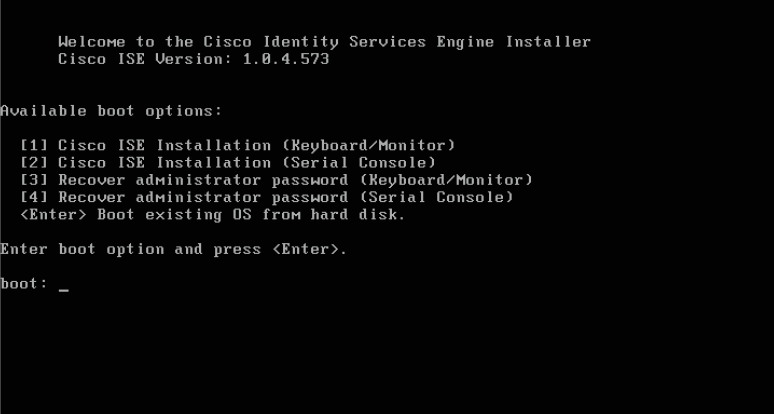 Welcome to the Cisco Identity Services Engine Installer
Cisco ISE Version: 1.0.4.573
Available boot options:
[1] Cisco ISE Installation (Keyboard/Monitor)
[2] Cisco ISE Installation (Serial Console)
[3] Recover administrator password (Keyboard/Monitor)
[4] Recover administrator password (Serial Console)
<Enter> Boot existing OS from hard disk.
Enter boot option and press <Enter>.
boot: _